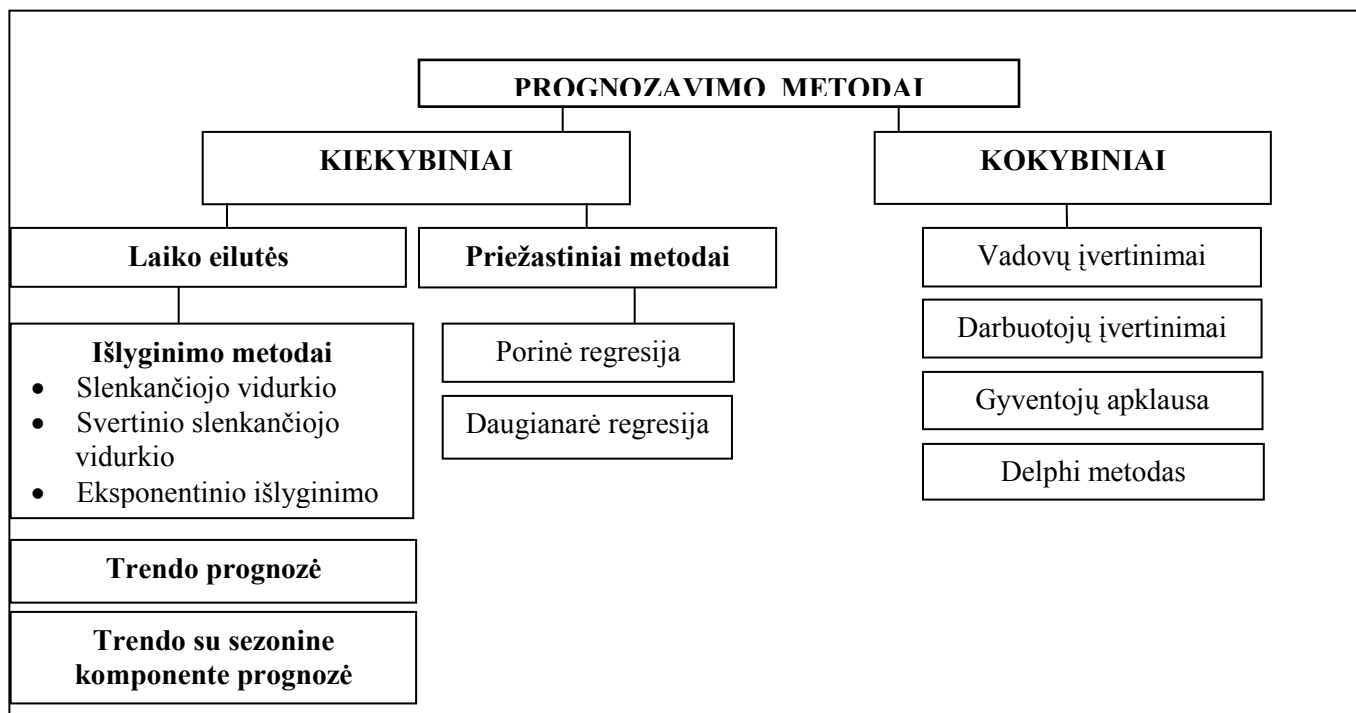 PROGNOZAVIMO METODAI
KIEKYBINIAI
KOKYBINIAI
Laiko eilutės
Priežastiniai metodai
Vadovų įvertinimai
Darbuotojų įvertinimai
Gyventojų apklausa
Delphi metodas
Išlyginimo metodai
• Slenkančiojo vidurkio
• Svertinio slenkančiojo
vidurkio
• Eksponentinio išlyginimo
Porinė regresija
Daugianarė regresija
Trendo prognozė
Trendo su sezonine
komponente prognozė